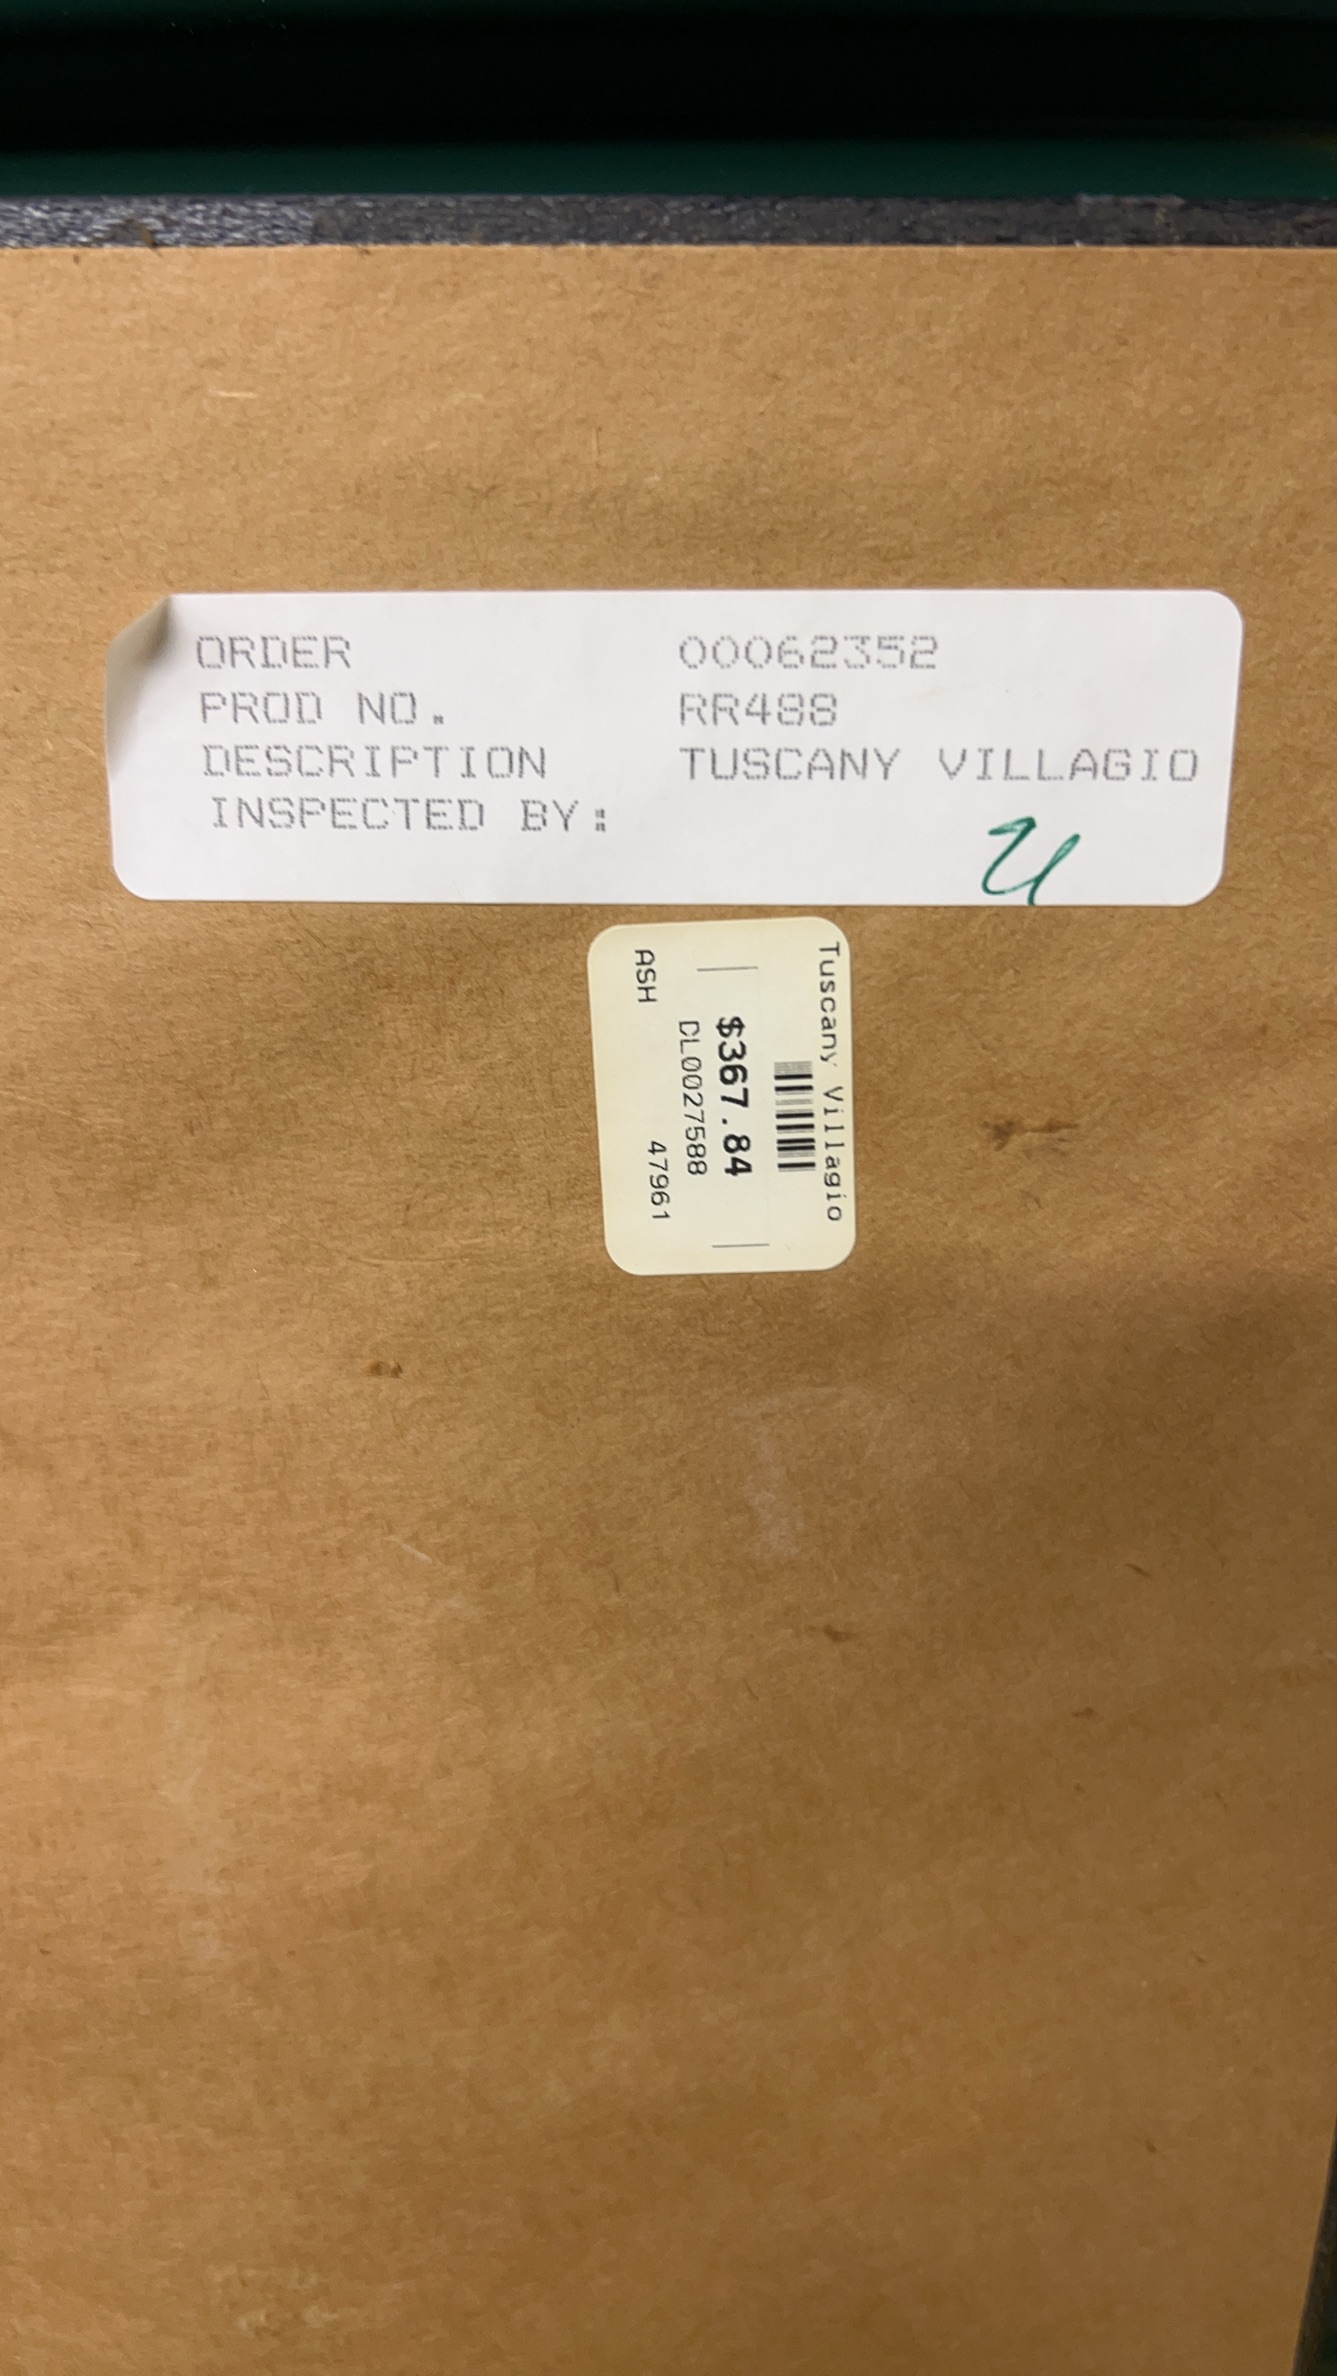 ORDER 00062352
PROD NO. RR488
DESCRIPTION TUSCANY VILLAGIO
INSPECTED BY:
Tuscany Villagio
$367.84
DL0027588
ASH 47961